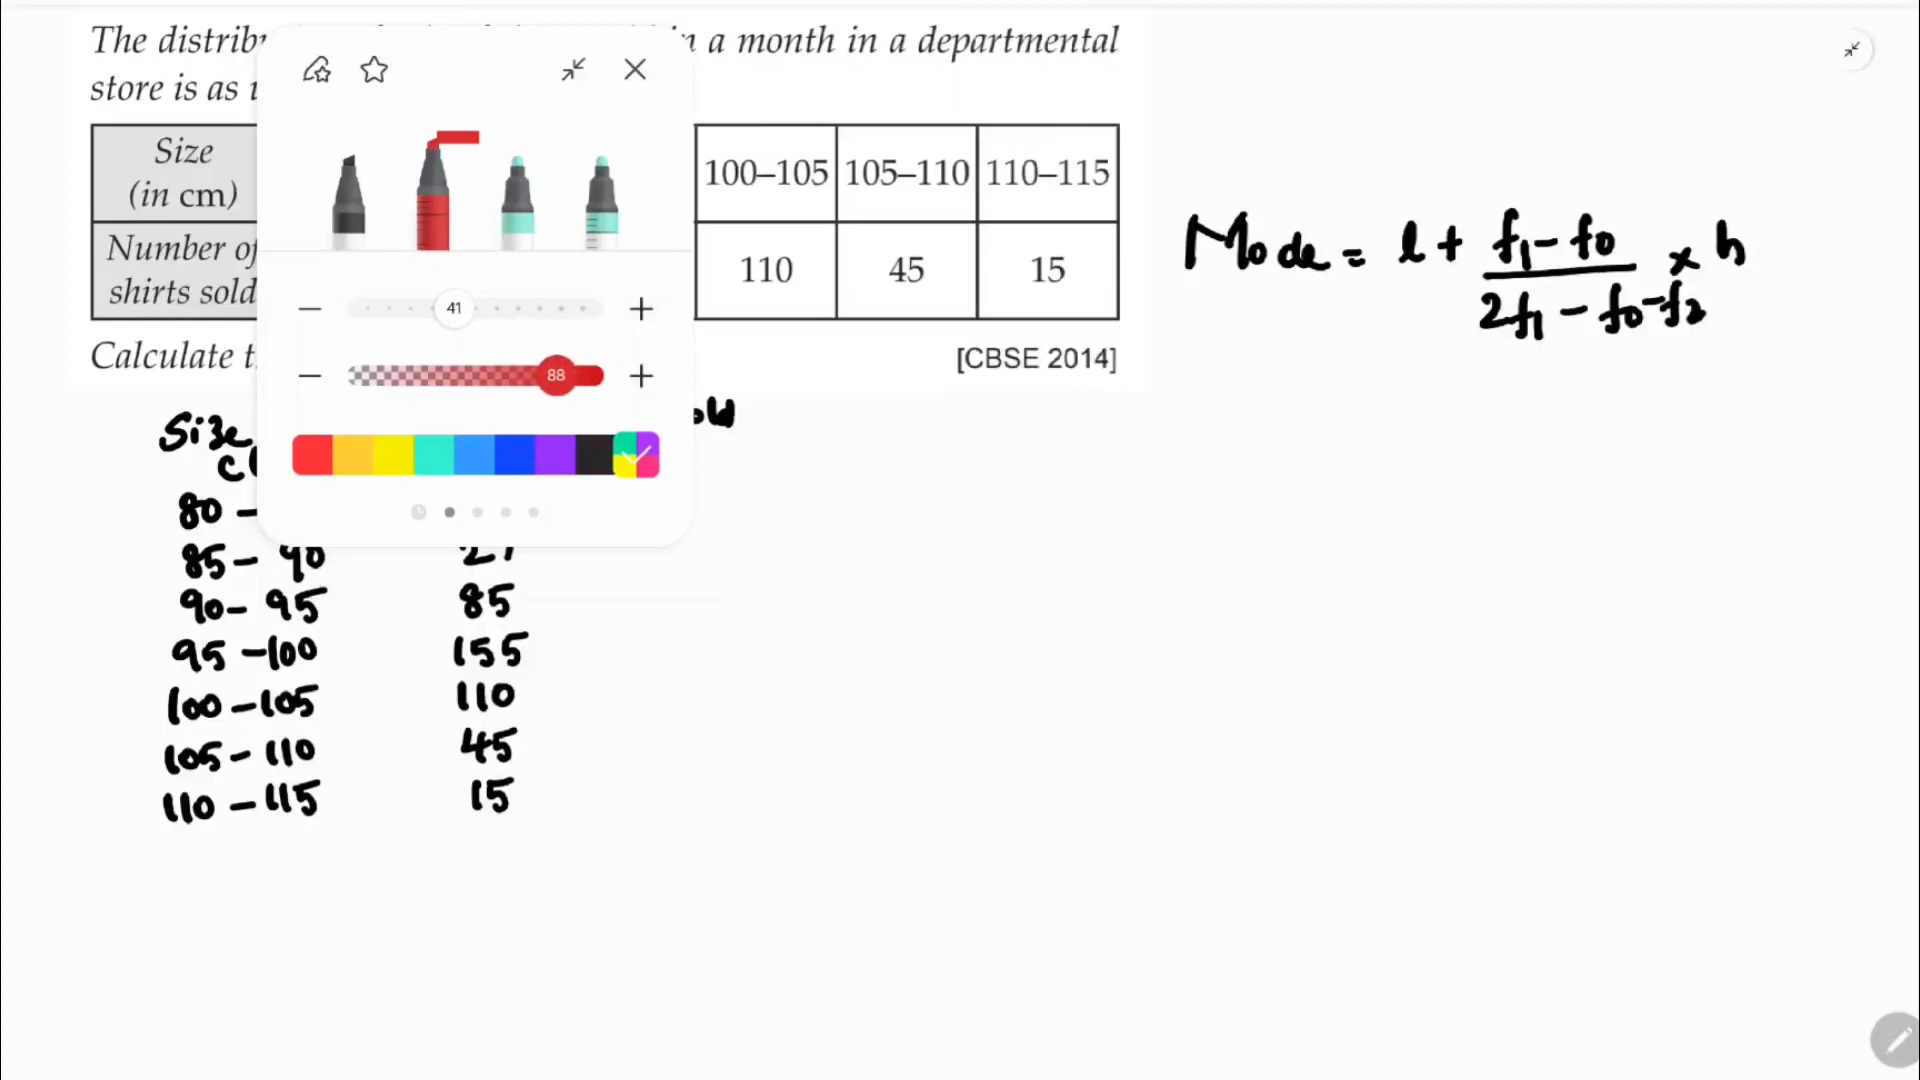 The distrib in a month in a departmental
store is as
Size
(in cm)
100–105 105–110 110–115
Number of
shirts sold
110 45 15
Calculate
[CBSE 2014]
41
88
Mode = l + f1 - f0 / 2f1 - f0 - f2 × h
Size old
80 -
85 - 90
90 - 95 85
95 - 100 155
100 - 105 110
105 - 110 45
110 - 115 15